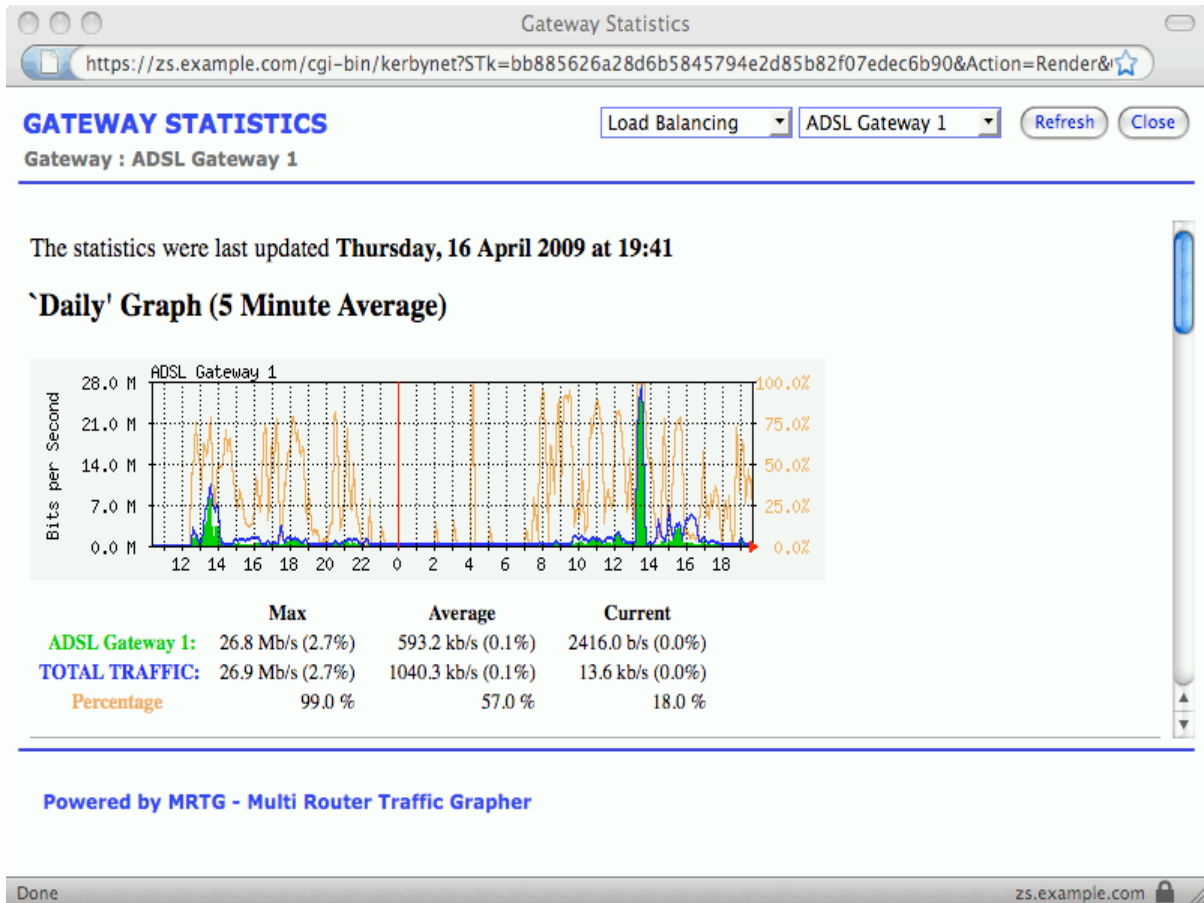 Gateway Statistics
https://zs.example.com/cgi-bin/kerbynet?STk=bb885626a28d6b5845794e2d85b82f07edec6b90&Action=Render&
GATEWAY STATISTICS
Load Balancing ADSL Gateway 1 Refresh Close
Gateway : ADSL Gateway 1
The statistics were last updated Thursday, 16 April 2009 at 19:41
`Daily' Graph (5 Minute Average)
ADSL Gateway 1
Bits per Second
28.0 M 100.0%
21.0 M 75.0%
14.0 M 50.0%
7.0 M 25.0%
0.0 M 0.0%
12 14 16 18 20 22 0 2 4 6 8 10 12 14 16 18
Max Average Current
ADSL Gateway 1: 26.8 Mb/s (2.7%) 593.2 kb/s (0.1%) 2416.0 b/s (0.0%)
TOTAL TRAFFIC: 26.9 Mb/s (2.7%) 1040.3 kb/s (0.1%) 13.6 kb/s (0.0%)
Percentage 99.0 % 57.0 % 18.0 %
Powered by MRTG - Multi Router Traffic Grapher
Done zs.example.com